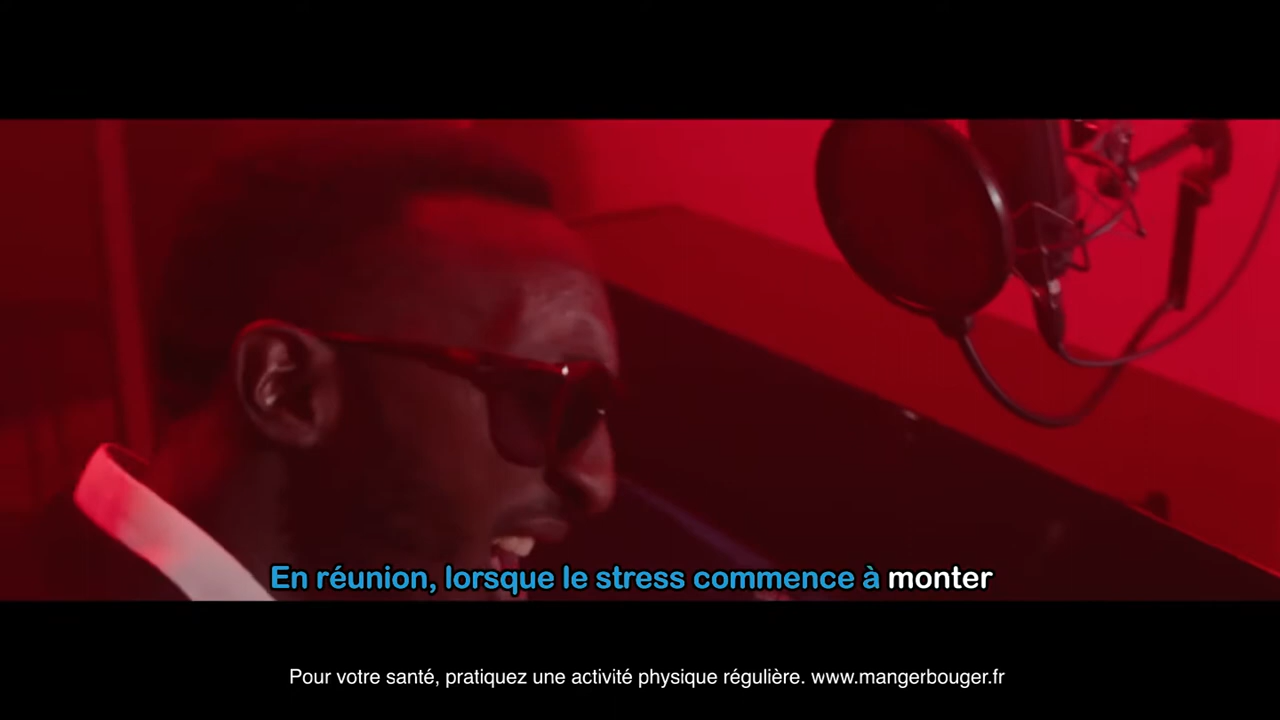 En réunion, lorsque le stress commence à monter
Pour votre santé, pratiquez une activité physique régulière. www.mangerbouger.fr